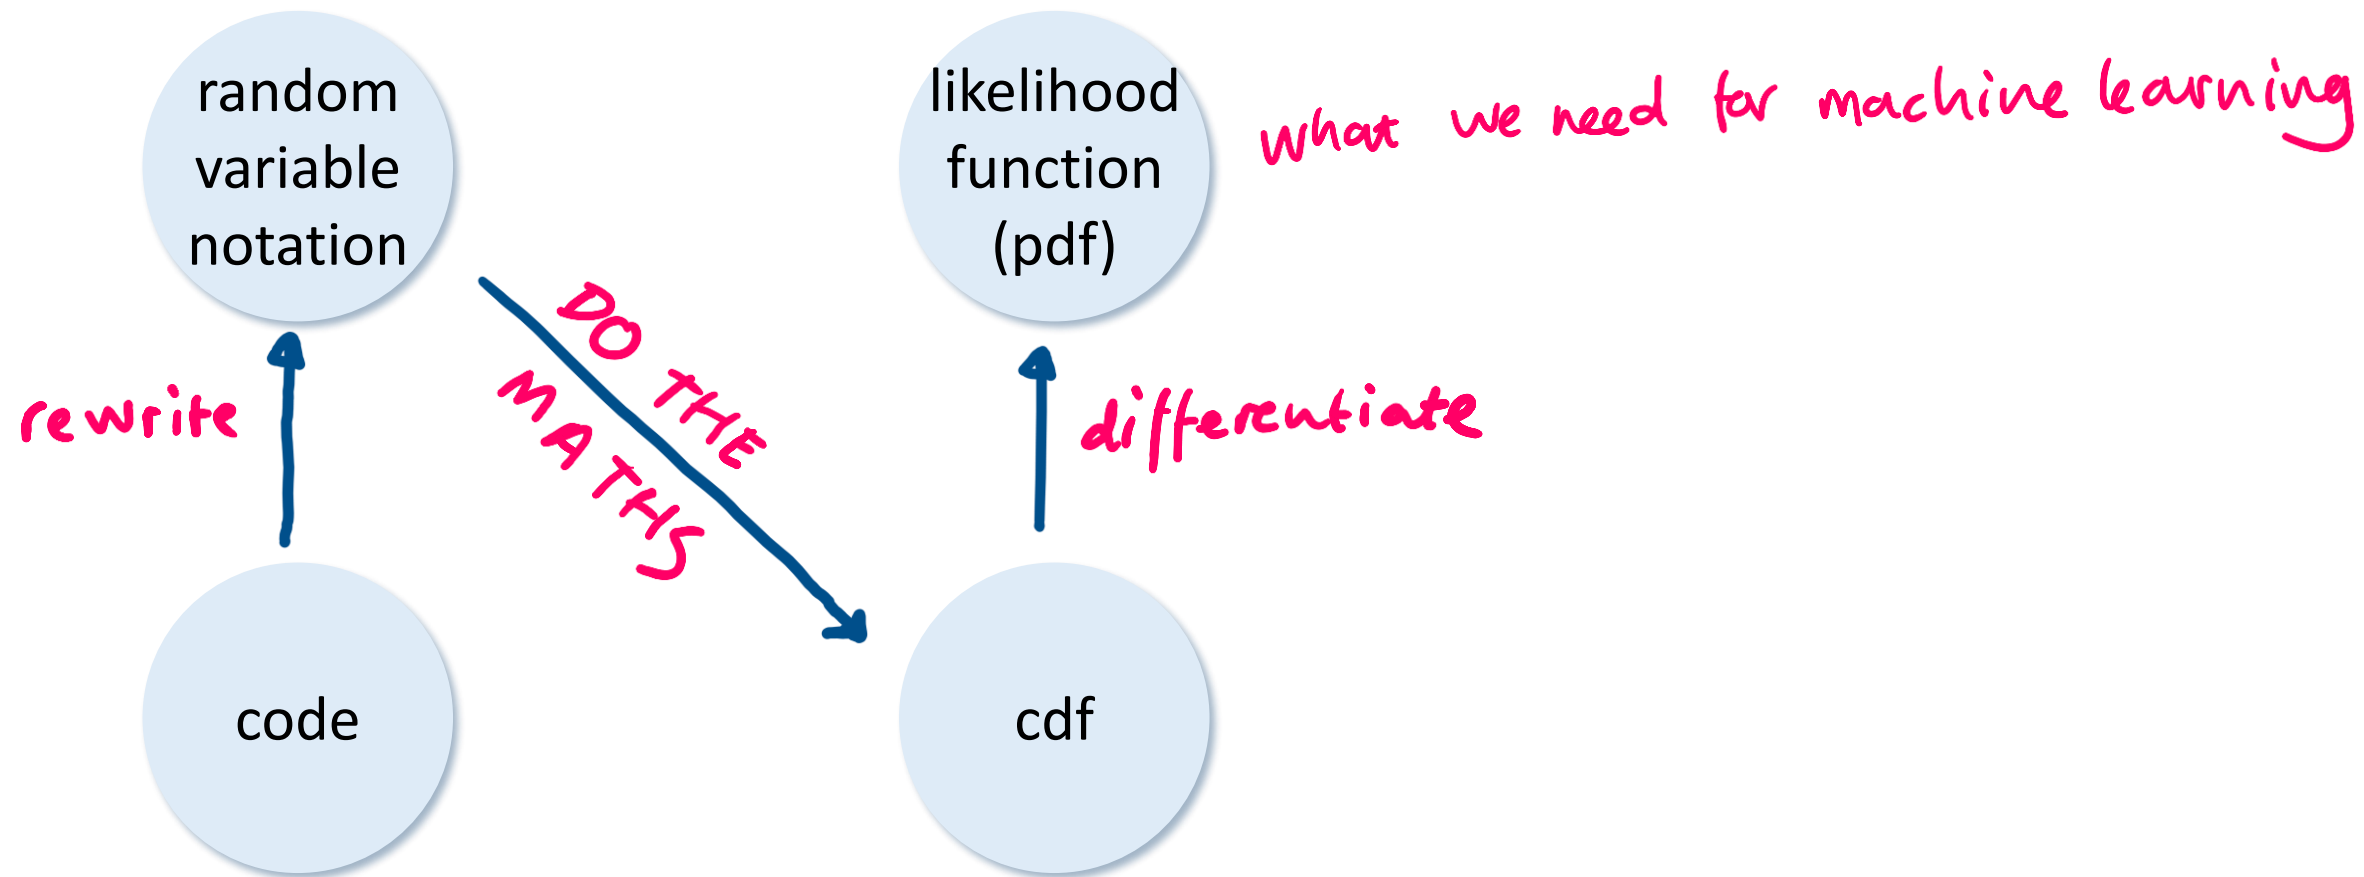 random
variable
notation
likelihood
function
(pdf)
what we need for machine learning
rewrite
DO THE
MATHS
differentiate
code
cdf